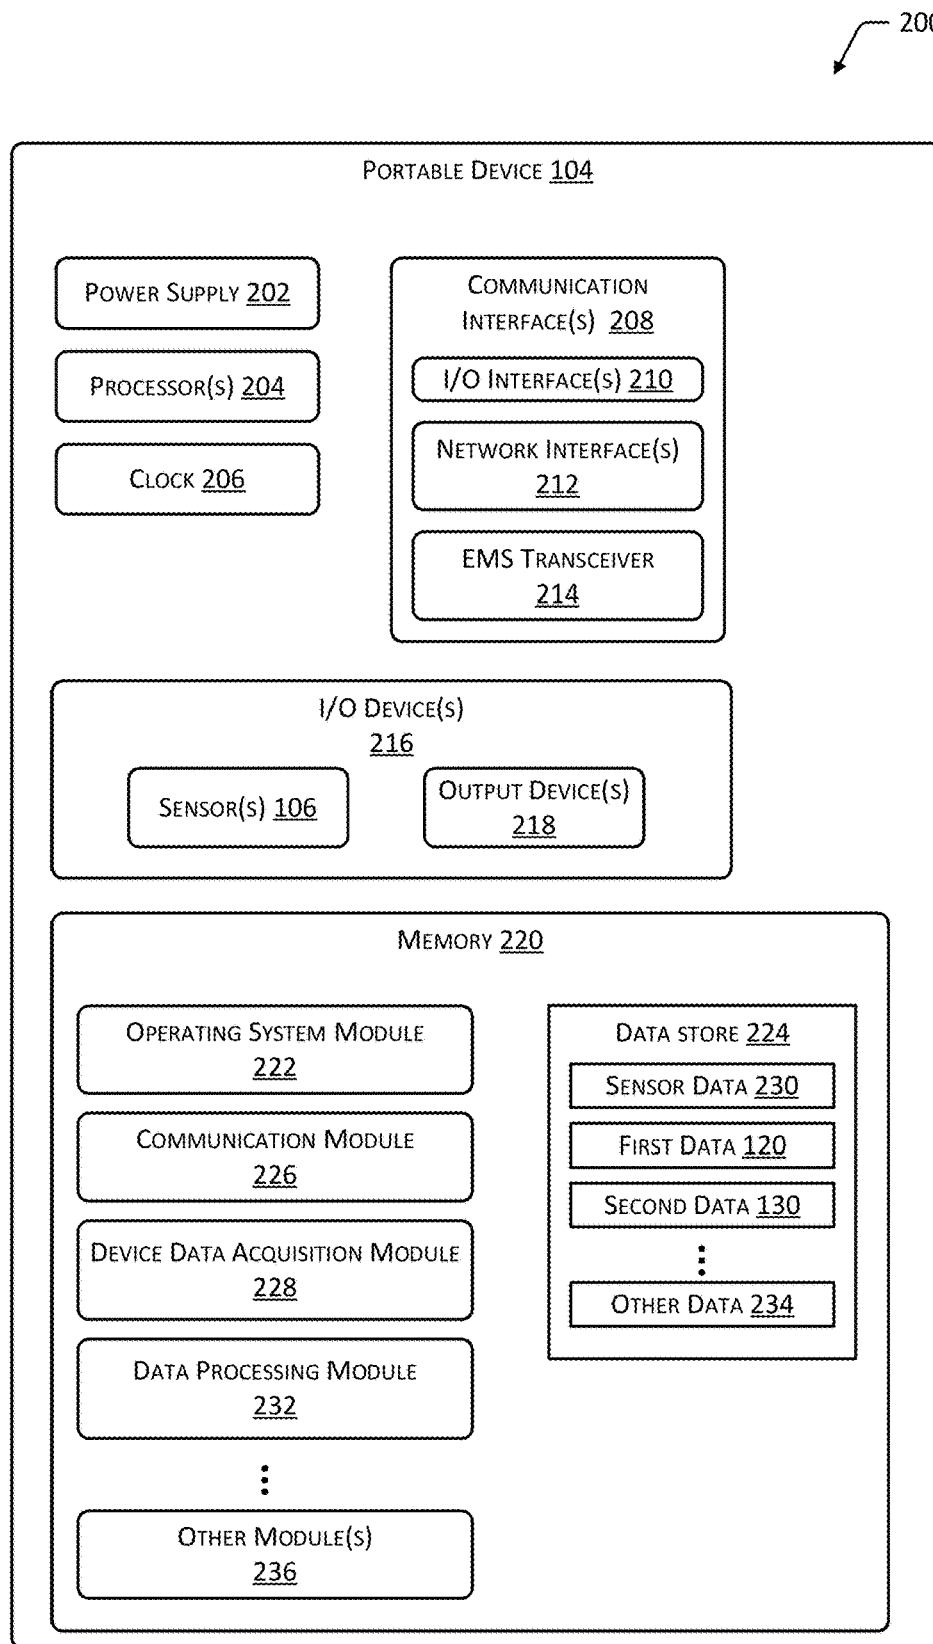 200
PORTABLE DEVICE 104
POWER SUPPLY 202
PROCESSOR(S) 204
CLOCK 206
COMMUNICATION
INTERFACE(S) 208
I/O INTERFACE(S) 210
NETWORK INTERFACE(S)
212
EMS TRANSCEIVER
214
I/O DEVICE(S)
216
SENSOR(S) 106
OUTPUT DEVICE(S)
218
MEMORY 220
OPERATING SYSTEM MODULE
222
COMMUNICATION MODULE
226
DEVICE DATA ACQUISITION MODULE
228
DATA PROCESSING MODULE
232
OTHER MODULE(S)
236
DATA STORE 224
SENSOR DATA 230
FIRST DATA 120
SECOND DATA 130
OTHER DATA 234